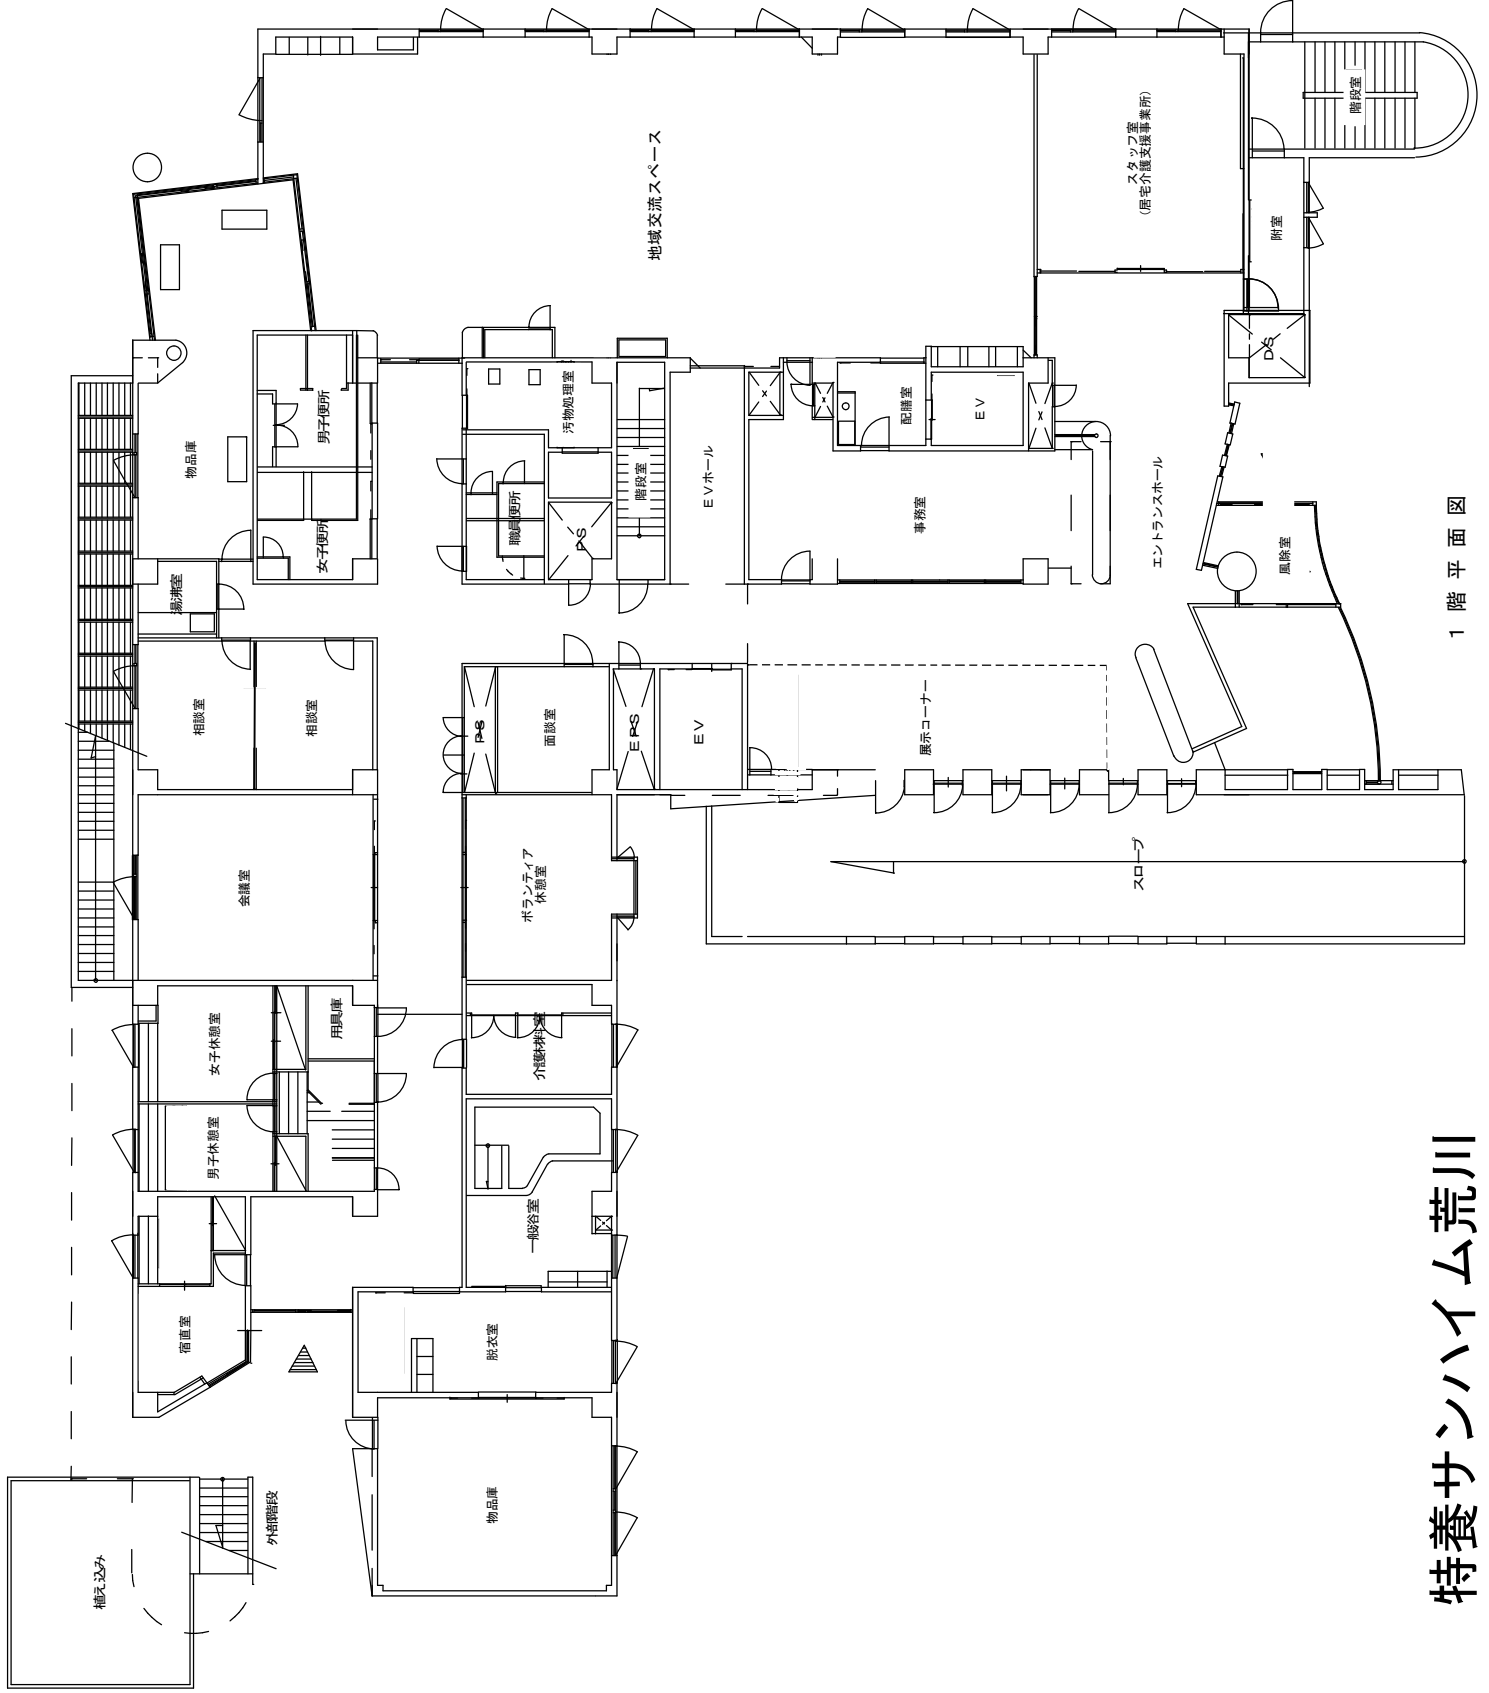 植え込み
外部階段
宿直室
男子休憩室
女子休憩室
用具庫
会議室
相談室
相談室
湯沸室
物品庫
女子便所
男子便所
物品庫
脱衣室
一般浴室
介護材料室
ボランティア
休憩室
PS
面談室
職員便所
PS
汚物処理室
EPS
階段室
地域交流スペース
EV
EVホール
展示コーナー
事務室
配膳室
EV
スロープ
エントランスホール
スタッフ室
(居宅介護支援事業所)
風除室
附室
DS
階段室
特養サンハイム荒川
1 階 平 面 図